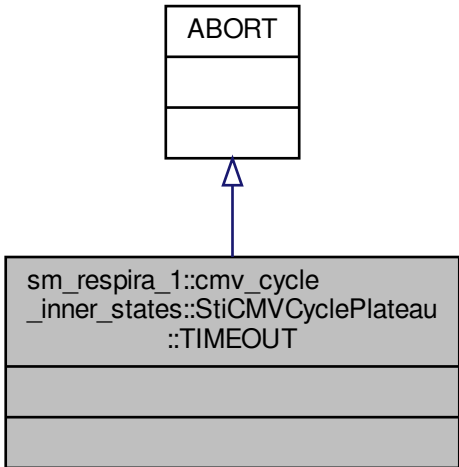 ABORT
sm_respira_1::cmv_cycle
_inner_states::StiCMVCyclePlateau
::TIMEOUT